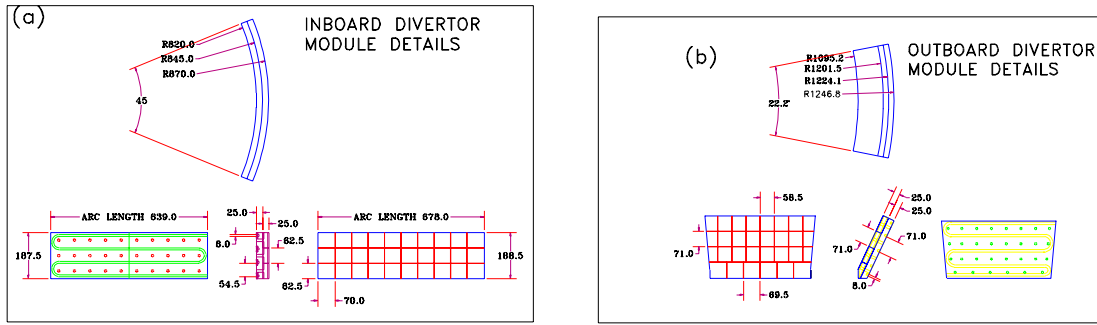 (a)
INBOARD DIVERTOR
MODULE DETAILS
R820.0
R845.0
R870.0
45
ARC LENGTH 639.0
187.5
25.0
25.0
8.0
62.5
54.5
ARC LENGTH 678.0
188.5
62.5
70.0
(b)
OUTBOARD DIVERTOR
MODULE DETAILS
R1095.2
R1201.5
R1224.1
R1246.8
22.2
58.5
71.0
69.5
25.0
25.0
71.0
71.0
8.0